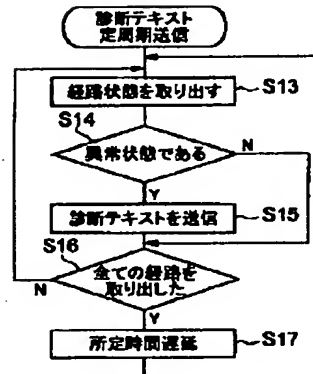 診断テキスト
定周期送信
経路状態を取り出す
S13
S14
異常状態である
N
Y
診断テキストを送信
S15
S16
全ての経路を
取り出した
N
Y
所定時間遅延
S17